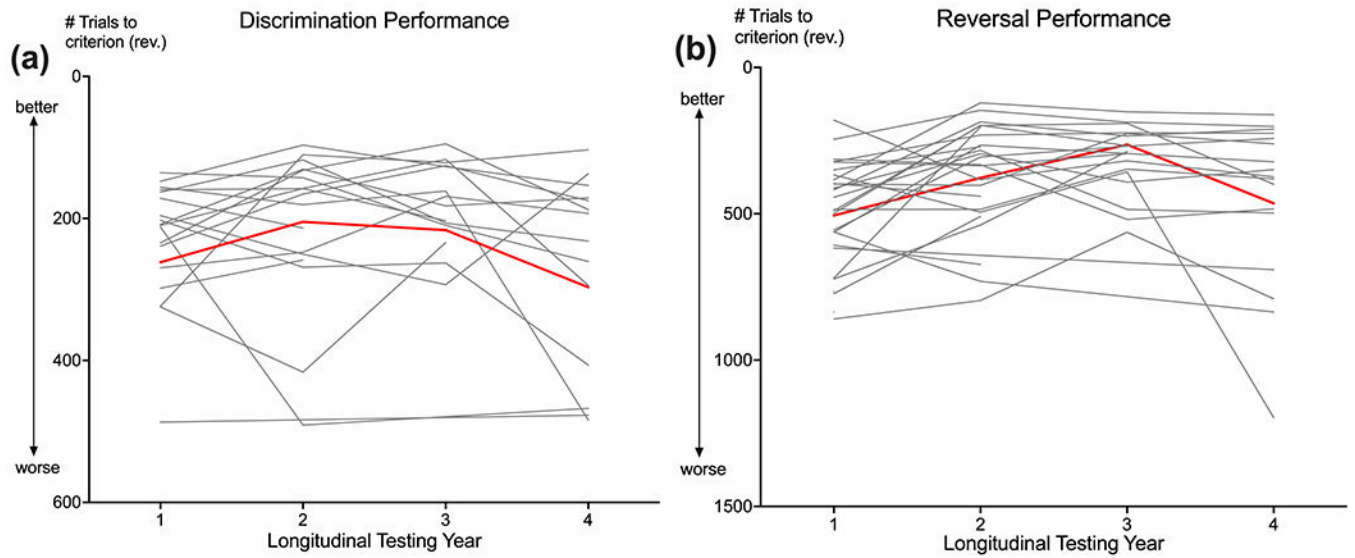 (a)
# Trials to
criterion (rev.)
Discrimination Performance
0
better
200
400
worse
600
1
2
3
4
Longitudinal Testing Year
(b)
# Trials to
criterion (rev.)
Reversal Performance
0
better
500
1000
worse
1500
1
2
3
4
Longitudinal Testing Year